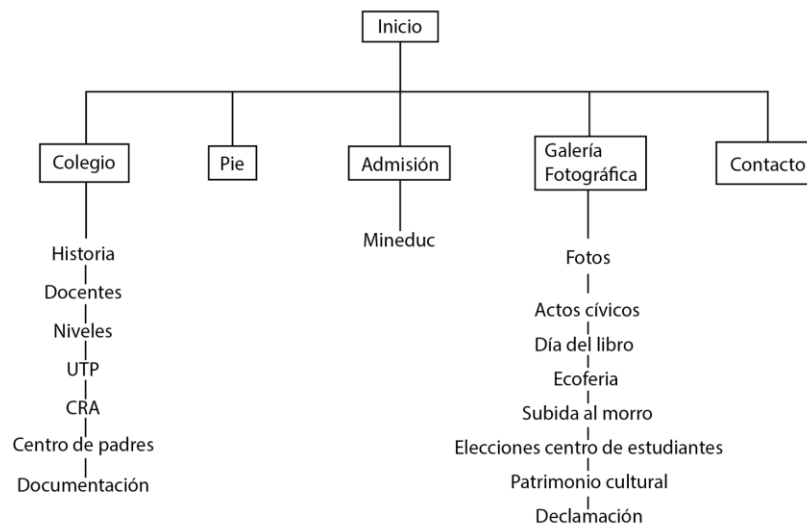 Inicio
Colegio
Pie
Admisión
Galería
Fotográfica
Contacto
Historia
Docentes
Niveles
UTP
CRA
Centro de padres
Documentación
Mineduc
Fotos
Actos cívicos
Día del libro
Ecoferia
Subida al morro
Elecciones centro de estudiantes
Patrimonio cultural
Declamación